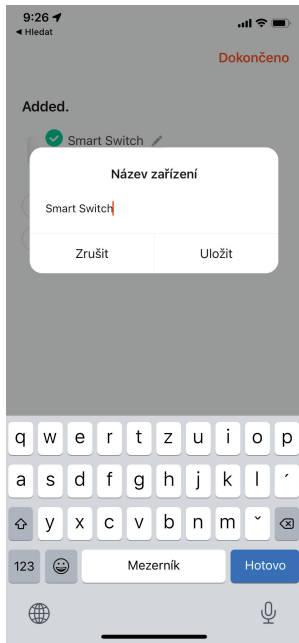 9:26
◀ Hledat
Dokončeno
Added.
Smart Switch
Název zařízení
Smart Switch
Zrušit
Uložit
q w e r t z u i o p
a s d f g h j k l ´
y x c v b n m ˇ
123
Mezerník
Hotovo